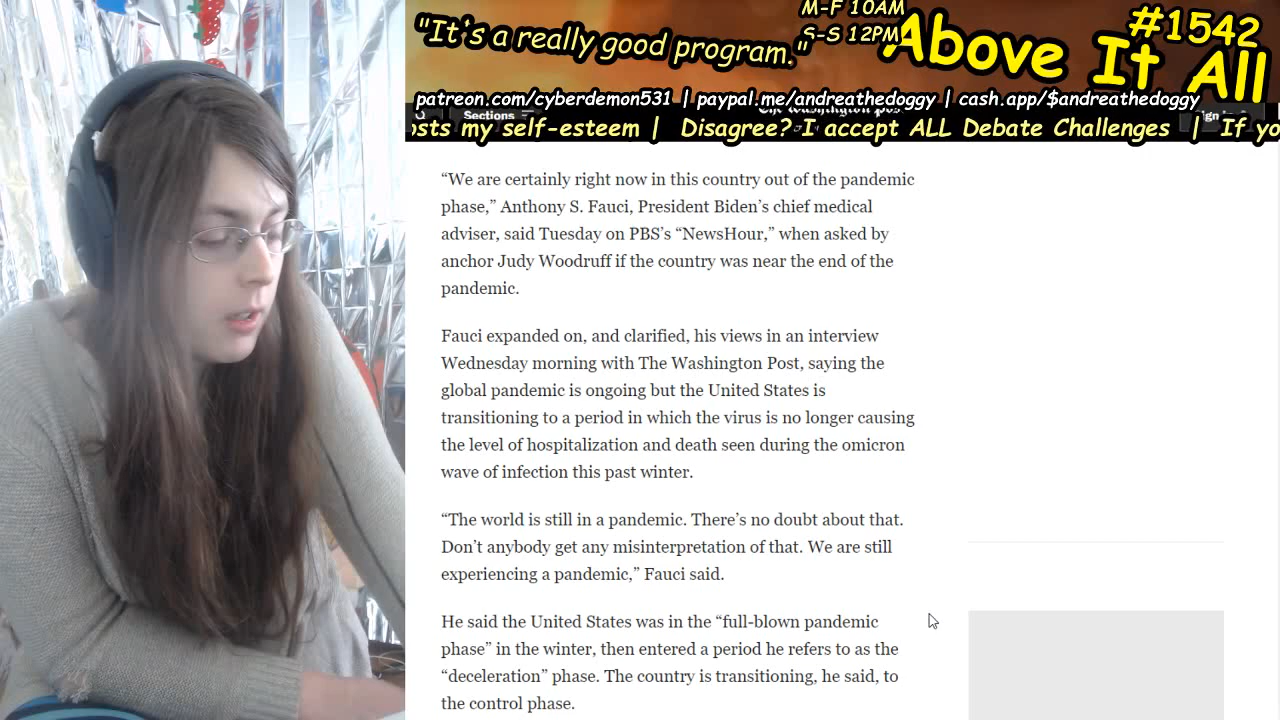 M-F 10AM
S-S 12PM
"It's a really good program."
#1542
Above It All
patreon.com/cyberdemon531 | paypal.me/andreathedoggy | cash.app/$andreathedoggy
Sections
osts my self-esteem | Disagree? I accept ALL Debate Challenges | If yo
“We are certainly right now in this country out of the pandemic
phase,” Anthony S. Fauci, President Biden’s chief medical
adviser, said Tuesday on PBS’s “NewsHour,” when asked by
anchor Judy Woodruff if the country was near the end of the
pandemic.
Fauci expanded on, and clarified, his views in an interview
Wednesday morning with The Washington Post, saying the
global pandemic is ongoing but the United States is
transitioning to a period in which the virus is no longer causing
the level of hospitalization and death seen during the omicron
wave of infection this past winter.
“The world is still in a pandemic. There’s no doubt about that.
Don’t anybody get any misinterpretation of that. We are still
experiencing a pandemic,” Fauci said.
He said the United States was in the “full-blown pandemic
phase” in the winter, then entered a period he refers to as the
“deceleration” phase. The country is transitioning, he said, to
the control phase.